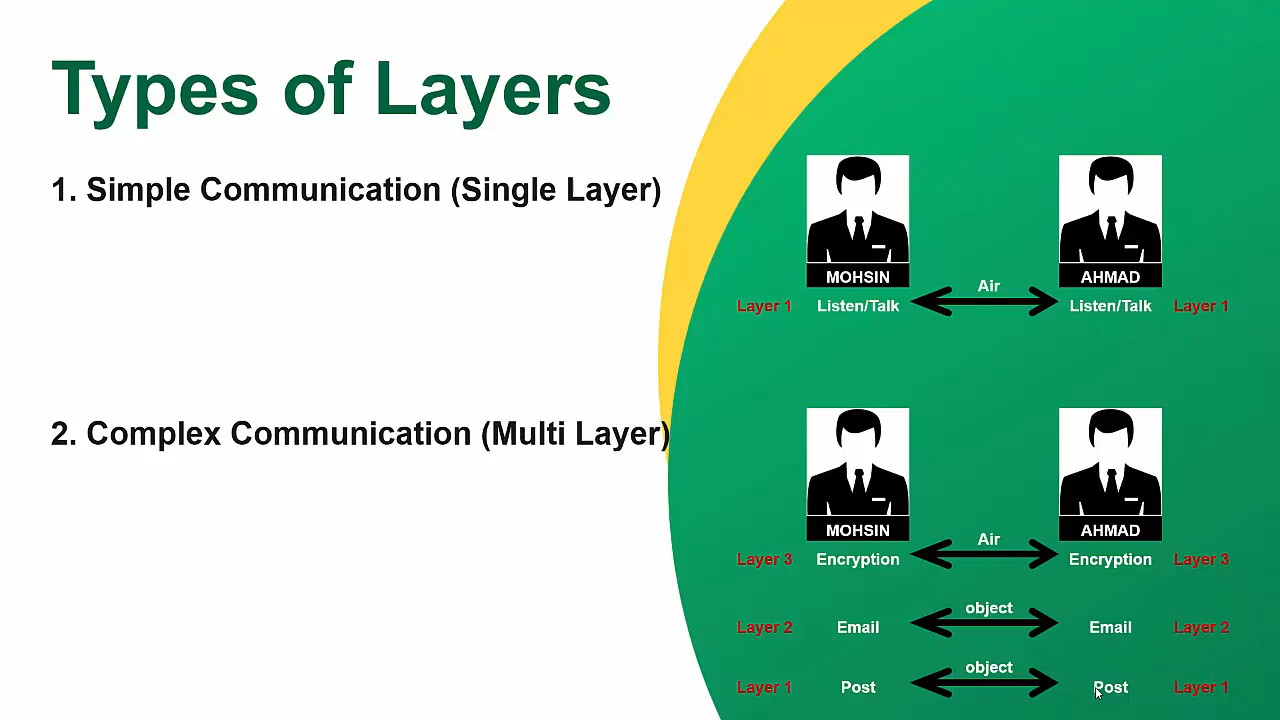 Types of Layers
1. Simple Communication (Single Layer)
MOHSIN
AHMAD
Air
Layer 1 Listen/Talk Listen/Talk Layer 1
2. Complex Communication (Multi Layer)
MOHSIN
AHMAD
Air
Layer 3 Encryption Encryption Layer 3
object
Layer 2 Email Email Layer 2
object
Layer 1 Post Post Layer 1